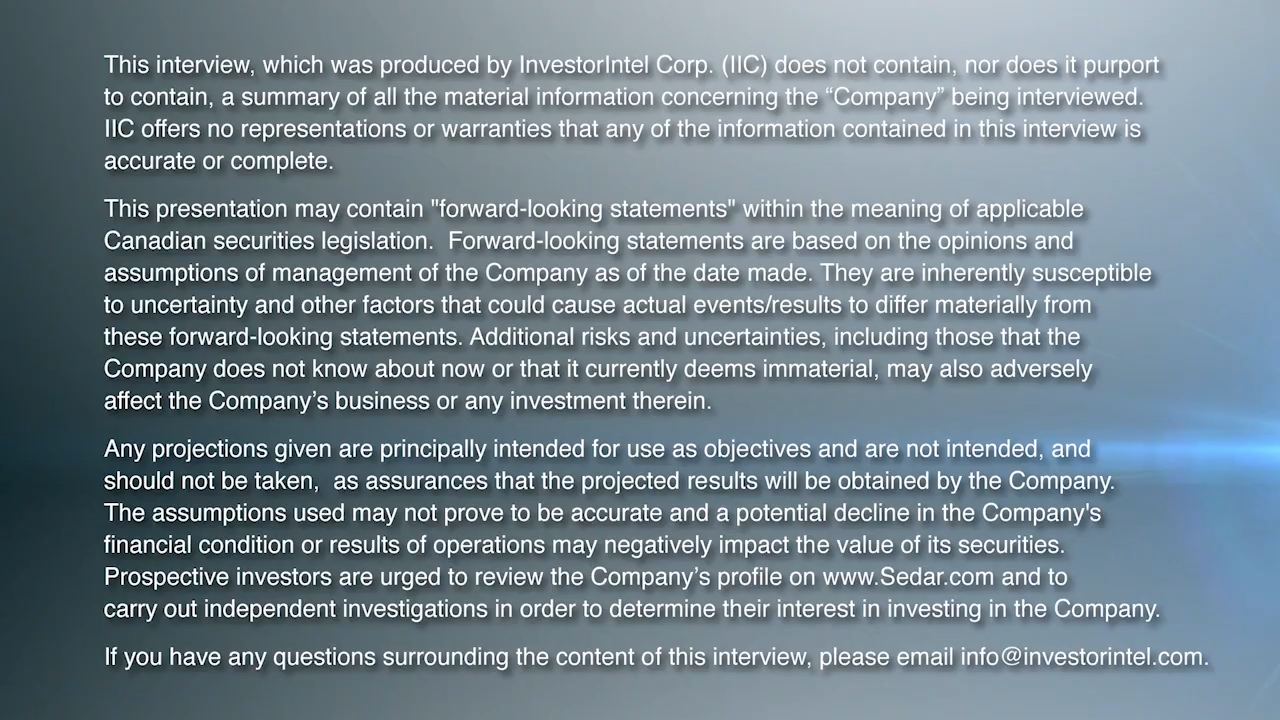 This interview, which was produced by InvestorIntel Corp. (IIC) does not contain, nor does it purport
to contain, a summary of all the material information concerning the “Company” being interviewed.
IIC offers no representations or warranties that any of the information contained in this interview is
accurate or complete.
This presentation may contain "forward-looking statements" within the meaning of applicable
Canadian securities legislation.  Forward-looking statements are based on the opinions and
assumptions of management of the Company as of the date made. They are inherently susceptible
to uncertainty and other factors that could cause actual events/results to differ materially from
these forward-looking statements. Additional risks and uncertainties, including those that the
Company does not know about now or that it currently deems immaterial, may also adversely
affect the Company’s business or any investment therein.
Any projections given are principally intended for use as objectives and are not intended, and
should not be taken,  as assurances that the projected results will be obtained by the Company.
The assumptions used may not prove to be accurate and a potential decline in the Company's
financial condition or results of operations may negatively impact the value of its securities.
Prospective investors are urged to review the Company’s profile on www.Sedar.com and to
carry out independent investigations in order to determine their interest in investing in the Company.
If you have any questions surrounding the content of this interview, please email info@investorintel.com.